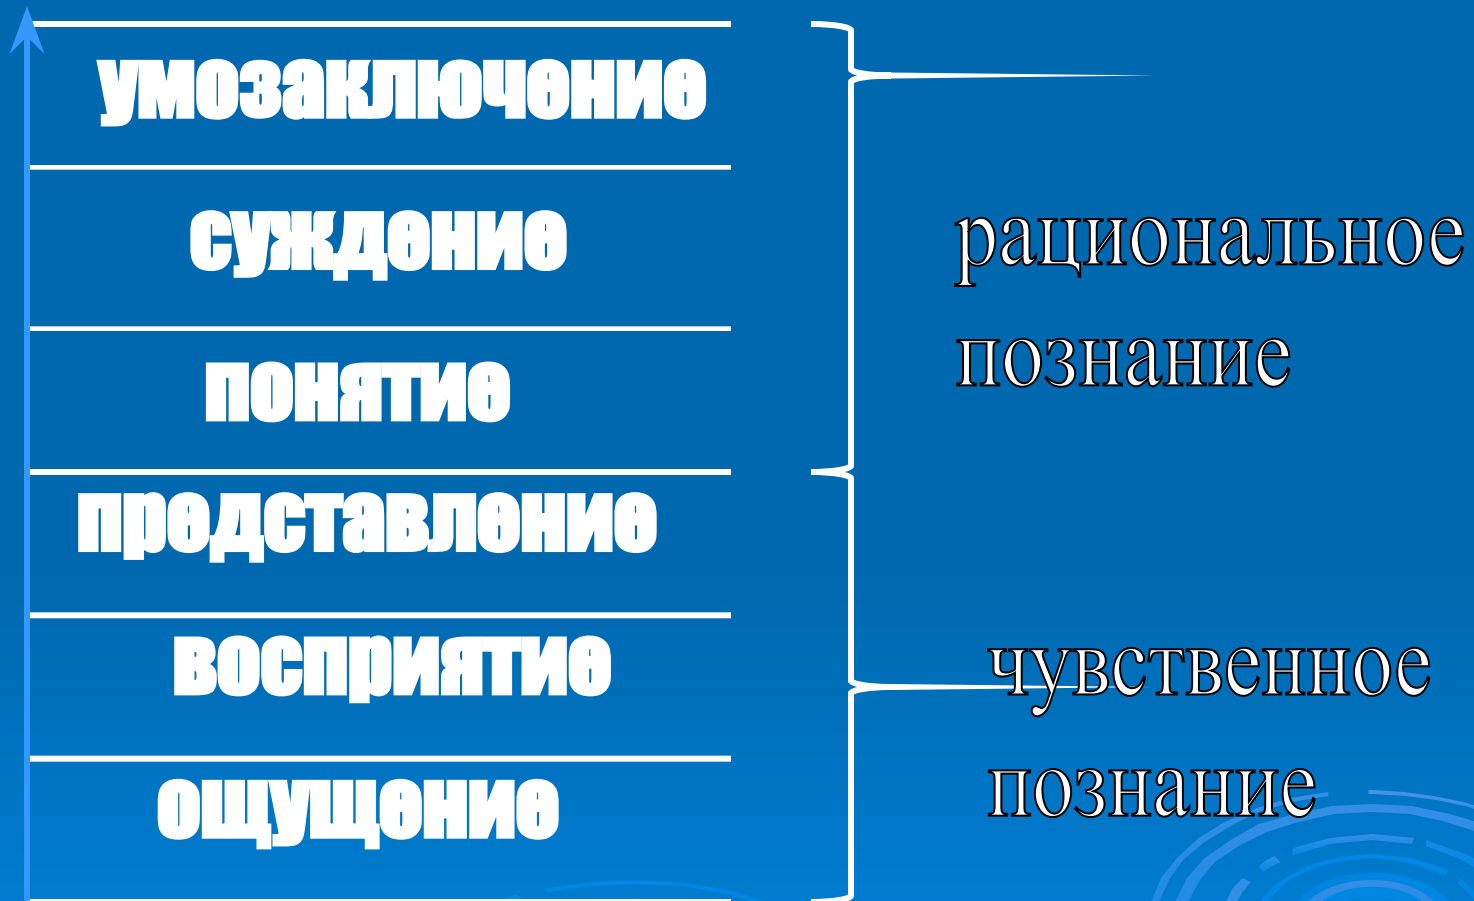 умозаключение
суждение
понятие
представление
восприятие
ощущение
рациональное
познание
чувственное
познание